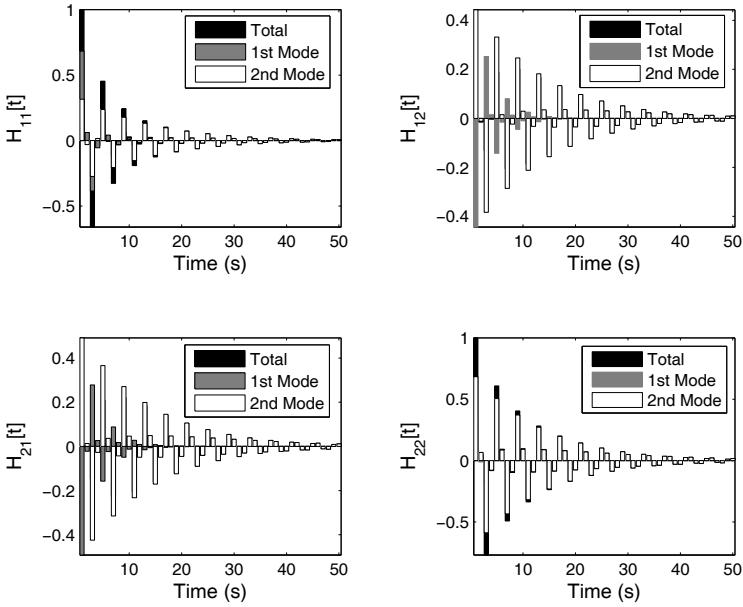 1
0.5
0
−0.5
H11[t]
Total
1st Mode
2nd Mode
10 20 30 40 50
Time (s)
0.4
0.2
0
−0.2
−0.4
H12[t]
Total
1st Mode
2nd Mode
10 20 30 40 50
Time (s)
0.4
0.2
0
−0.2
−0.4
H21[t]
Total
1st Mode
2nd Mode
10 20 30 40 50
Time (s)
1
0.5
0
−0.5
H22[t]
Total
1st Mode
2nd Mode
10 20 30 40 50
Time (s)